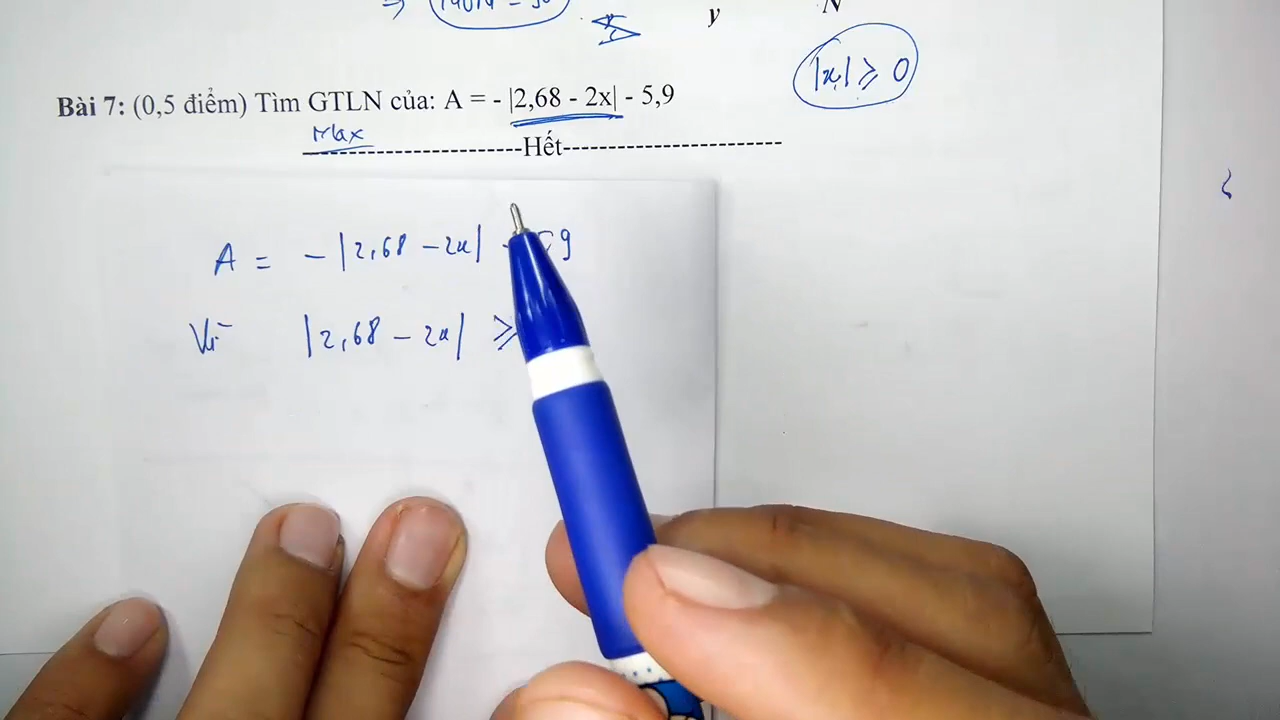 y
N
|x| ≥ 0
Bài 7: (0,5 điểm) Tìm GTLN của: A = - |2,68 - 2x| - 5,9
Max
-----------------------Hết-----------------------
A = - |2,68 - 2x| - 9
Vì |2,68 - 2x| ≥